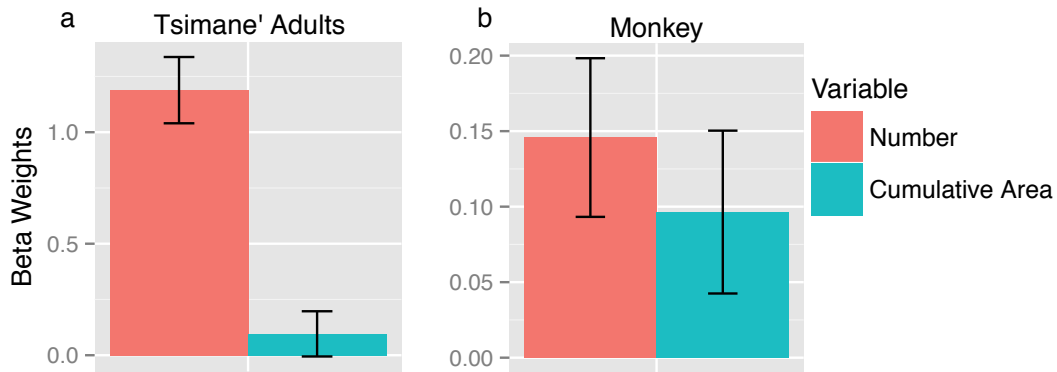 a
Tsimane' Adults
b
Monkey
Beta Weights
1.0
0.5
0.0
0.20
0.15
0.10
0.05
0.00
Variable
Number
Cumulative Area